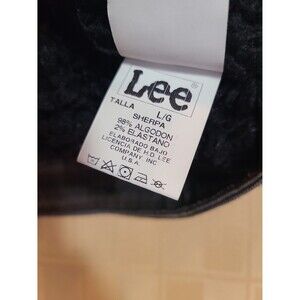 Lee
TALLA L/G
SHERPA
98% ALGODON
2% ELASTANO
ELABORADO BAJO
LICENCIA DE H.D. LEE
COMPANY INC
U.S.A.